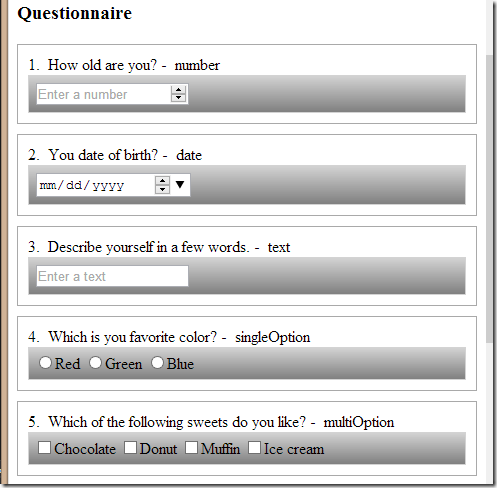 Questionnaire
1. How old are you? - number
Enter a number
2. You date of birth? - date
mm/dd/yyyy
3. Describe yourself in a few words. - text
Enter a text
4. Which is you favorite color? - singleOption
Red Green Blue
5. Which of the following sweets do you like? - multiOption
Chocolate Donut Muffin Ice cream